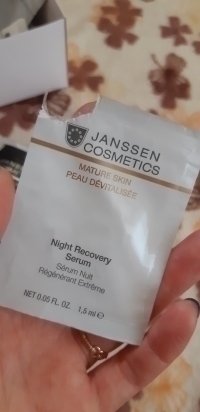 JANSSEN
COSMETICS
MATURE SKIN
PEAU DÉVITALISÉE
Night Recovery
Serum
Sérum Nuit
Régénérant Extrême
NET 0.05 FL. OZ. 1,5 ml ℮